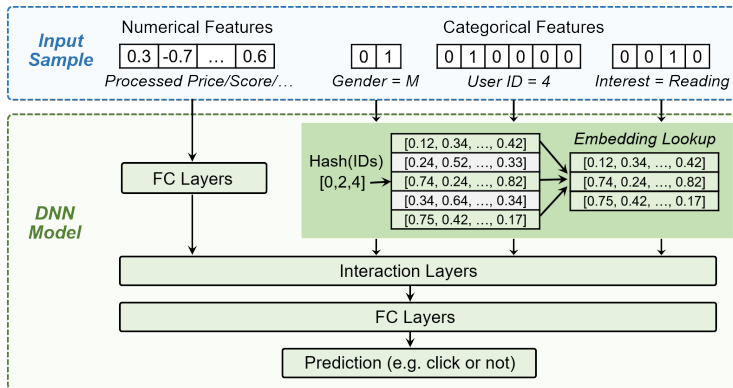 Input
Sample
Numerical Features
0.3 -0.7 … 0.6
Processed Price/Score/…
Categorical Features
0 1
Gender = M
0 1 0 0 0 0
User ID = 4
0 0 1 0
Interest = Reading
DNN
Model
FC Layers
Hash(IDs)
[0,2,4]
[0.12, 0.34, …, 0.42]
[0.24, 0.52, …, 0.33]
[0.74, 0.24, …, 0.82]
[0.34, 0.64, …, 0.34]
[0.75, 0.42, …, 0.17]
Embedding Lookup
[0.12, 0.34, …, 0.42]
[0.74, 0.24, …, 0.82]
[0.75, 0.42, …, 0.17]
Interaction Layers
FC Layers
Prediction (e.g. click or not)